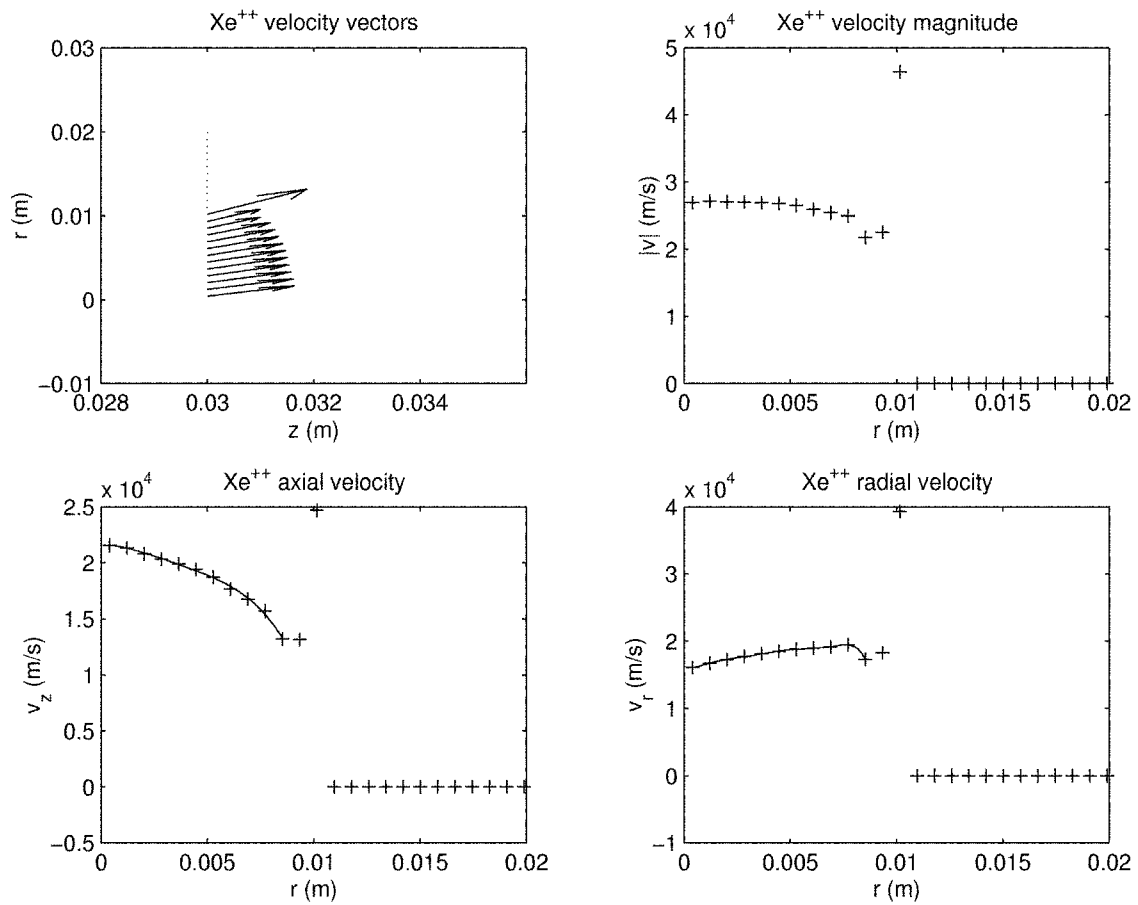 Xe++ velocity vectors
0.03
0.02
0.01
0
−0.01
r (m)
0.028
0.03
0.032
0.034
z (m)
Xe++ velocity magnitude
x 10^4
5
4
3
2
1
0
|v| (m/s)
0
0.005
0.01
0.015
0.02
r (m)
Xe++ axial velocity
x 10^4
2.5
2
1.5
1
0.5
0
−0.5
v_z (m/s)
0
0.005
0.01
0.015
0.02
r (m)
Xe++ radial velocity
x 10^4
4
3
2
1
0
−1
v_r (m/s)
0
0.005
0.01
0.015
0.02
r (m)